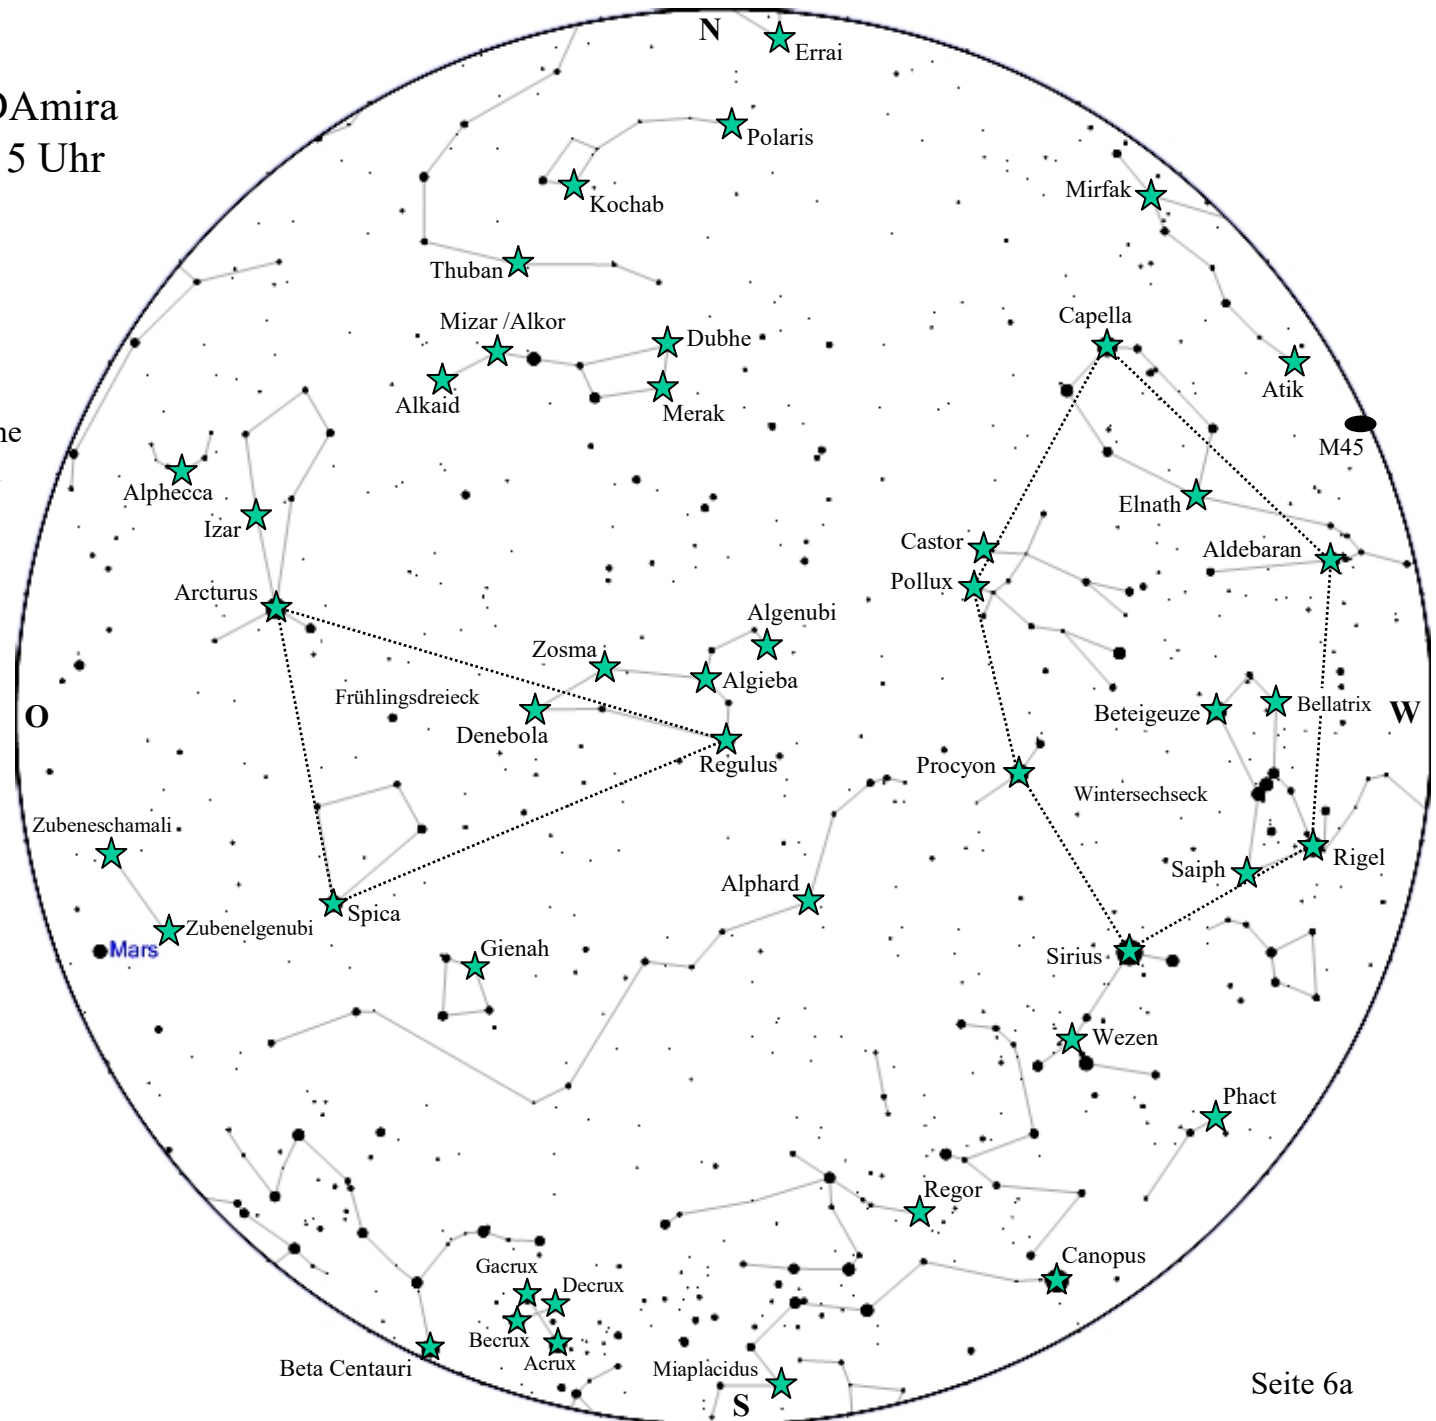 N
Errai
DAmira
5 Uhr
Polaris
Mirfak
Kochab
Thuban
Mizar /Alkor
Dubhe
Capella
Alkaid
Merak
Atik
M45
Alphecca
Izar
Elnath
Castor
Aldebaran
Pollux
Arcturus
Algenubi
Zosma
Algieba
Frühlingsdreieck
Denebola
Regulus
Beteigeuze
Bellatrix
O
W
Procyon
Wintersechseck
Zubeneschamali
Rigel
Saiph
Alphard
Spica
Zubenelgenubi
Mars
Gienah
Sirius
Wezen
Phact
Regor
Canopus
Gacrux
Decrux
Becrux
Acrux
Beta Centauri
Miaplacidus
S
Seite 6a